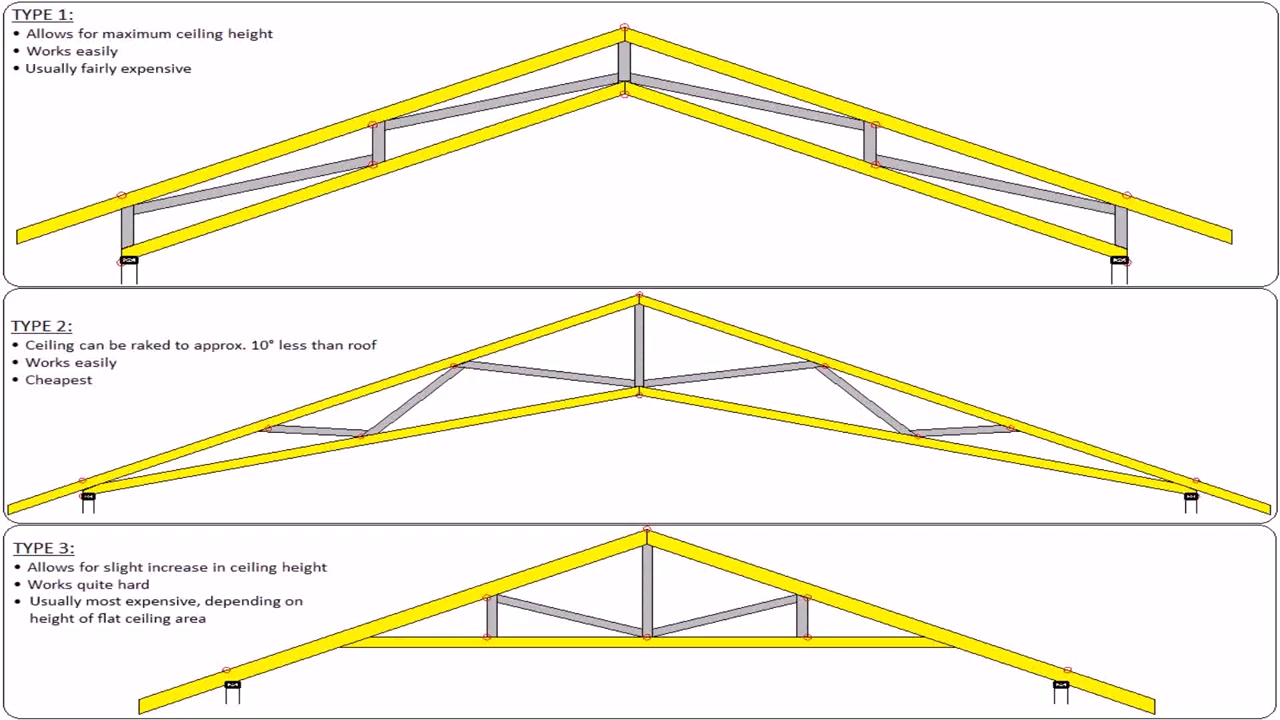 TYPE 1:
• Allows for maximum ceiling height
• Works easily
• Usually fairly expensive
TYPE 2:
• Ceiling can be raked to approx. 10° less than roof
• Works easily
• Cheapest
TYPE 3:
• Allows for slight increase in ceiling height
• Works quite hard
• Usually most expensive, depending on
height of flat ceiling area